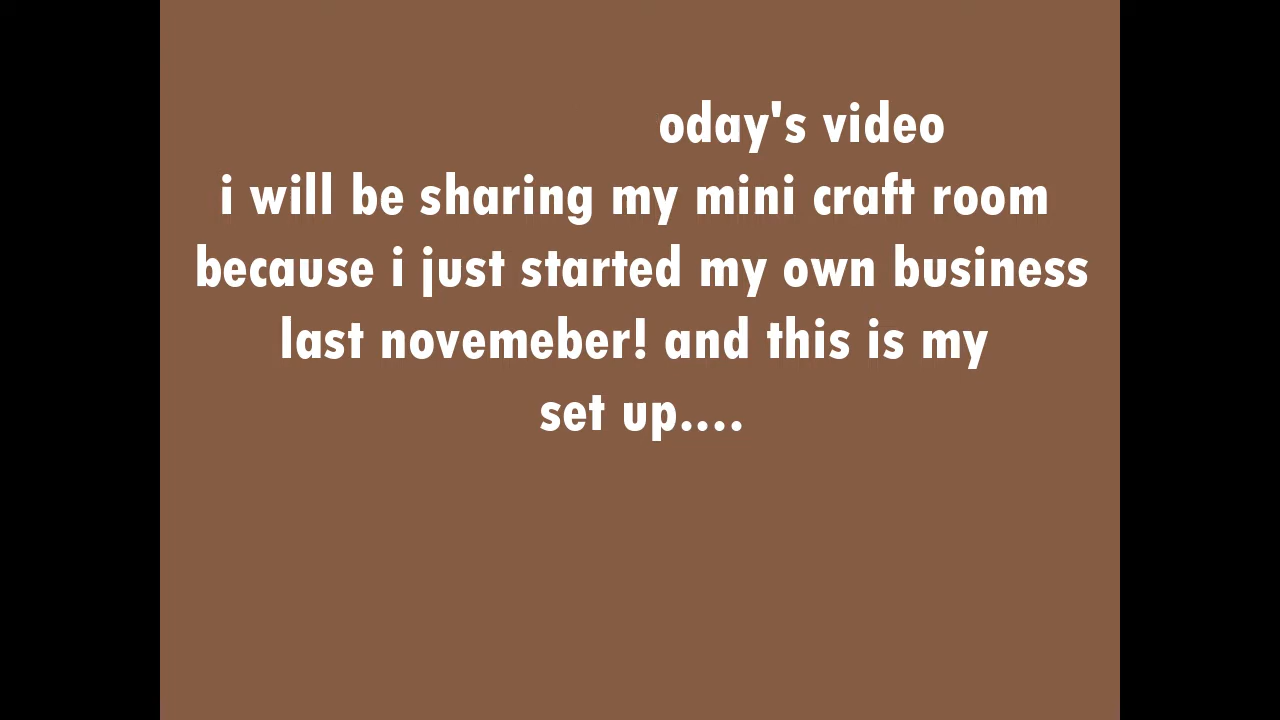 oday's video
i will be sharing my mini craft room
because i just started my own business
last novemeber! and this is my
set up....